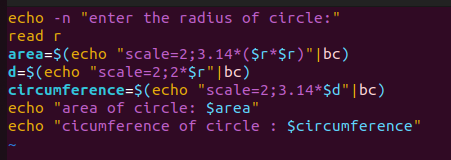 echo -n "enter the radius of circle:"
read r
area=$(echo "scale=2;3.14*($r*$r)"|bc)
d=$(echo "scale=2;2*$r"|bc)
circumference=$(echo "scale=2;3.14*$d"|bc)
echo "area of circle: $area"
echo "cicumference of circle : $circumference"
~